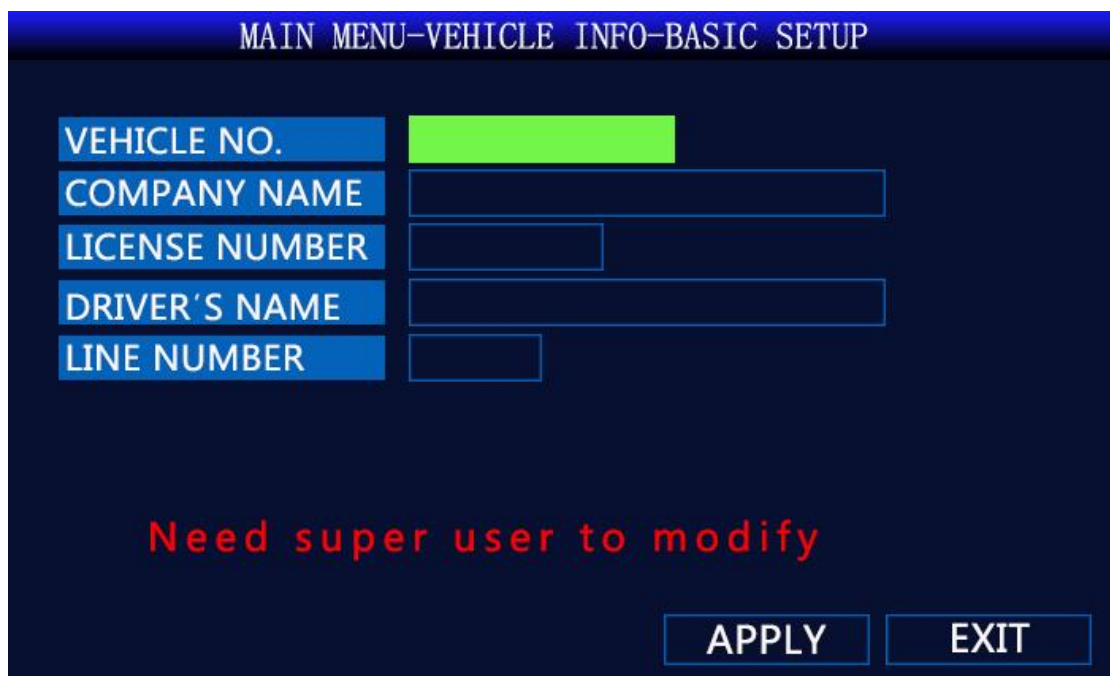 MAIN MENU-VEHICLE INFO-BASIC SETUP
VEHICLE NO.
COMPANY NAME
LICENSE NUMBER
DRIVER'S NAME
LINE NUMBER
Need super user to modify
APPLY EXIT